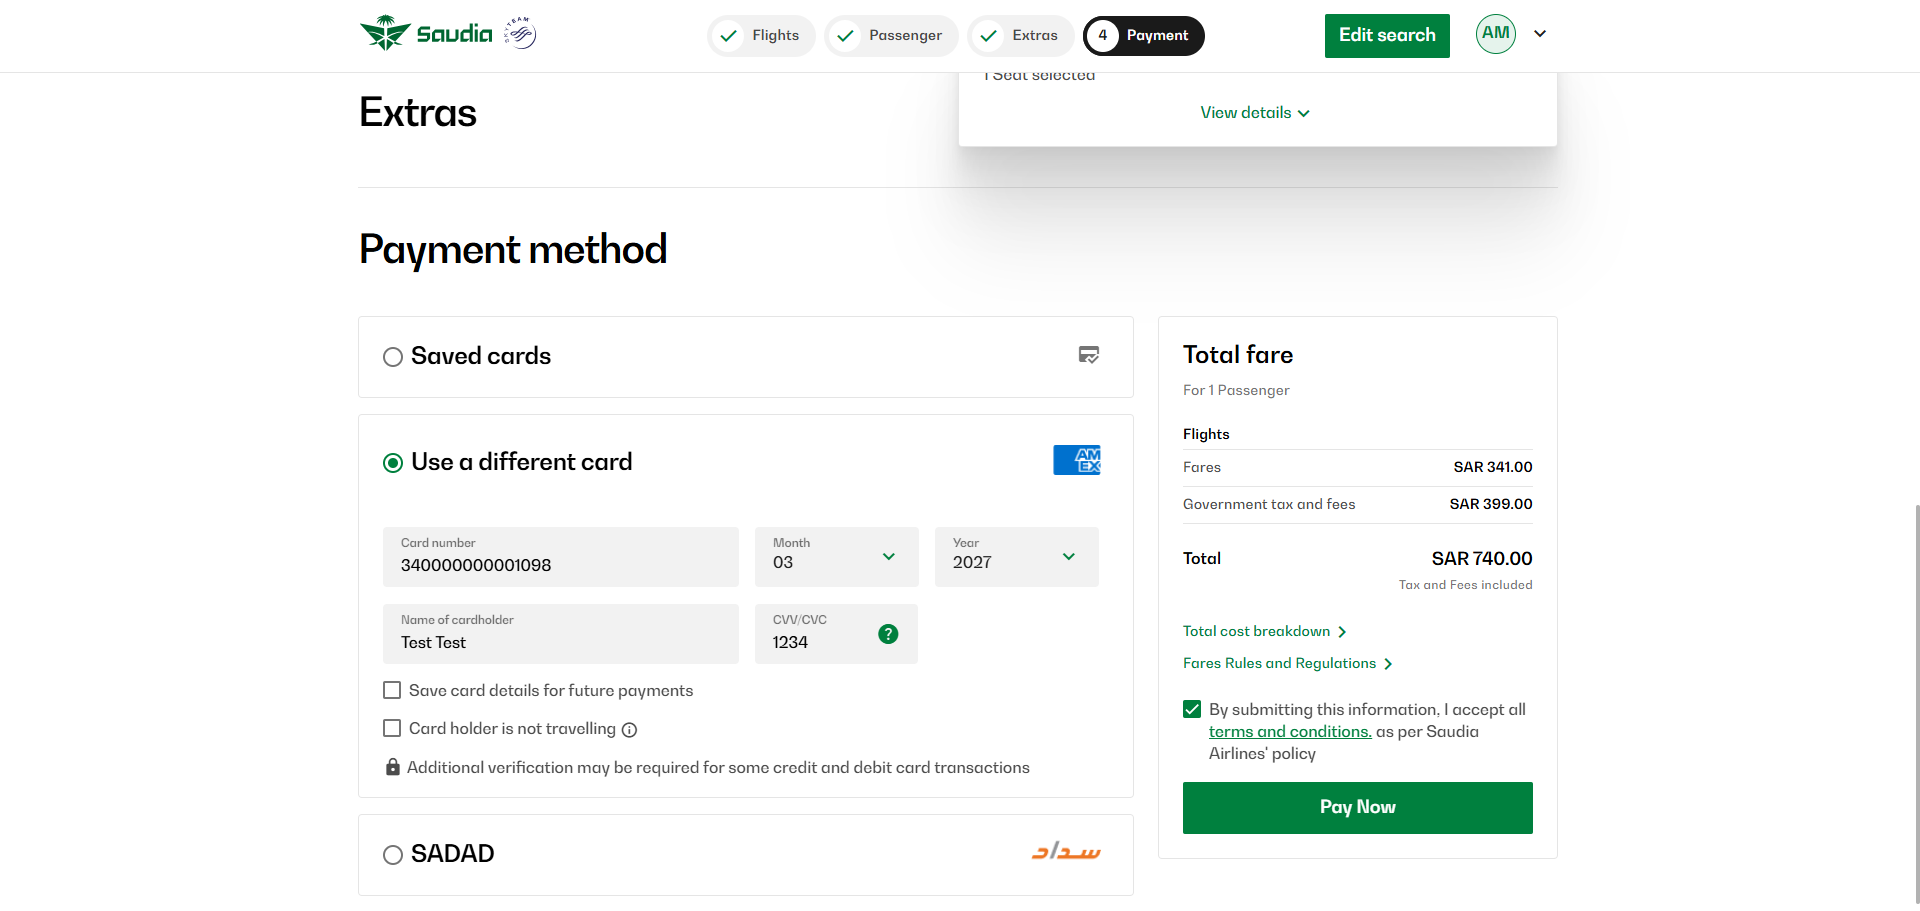 Saudia
SKYTEAM
Flights
Passenger
Extras
4
Payment
Edit search
AM
1 Seat selected
View details
Extras
Payment method
Saved cards
Use a different card
AM
EX
Card number
340000000001098
Month
03
Year
2027
Name of cardholder
Test Test
CVV/CVC
1234
?
Save card details for future payments
Card holder is not travelling
Additional verification may be required for some credit and debit card transactions
SADAD
سداد
Total fare
For 1 Passenger
Flights
Fares SAR 341.00
Government tax and fees SAR 399.00
Total SAR 740.00
Tax and Fees included
Total cost breakdown
Fares Rules and Regulations
By submitting this information, I accept all
terms and conditions. as per Saudia
Airlines' policy
Pay Now